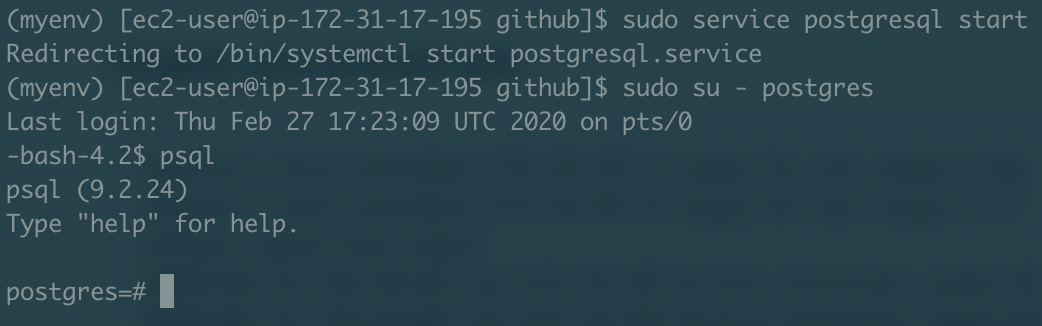 (myenv) [ec2-user@ip-172-31-17-195 github]$ sudo service postgresql start
Redirecting to /bin/systemctl start postgresql.service
(myenv) [ec2-user@ip-172-31-17-195 github]$ sudo su - postgres
Last login: Thu Feb 27 17:23:09 UTC 2020 on pts/0
-bash-4.2$ psql
psql (9.2.24)
Type "help" for help.
postgres=#